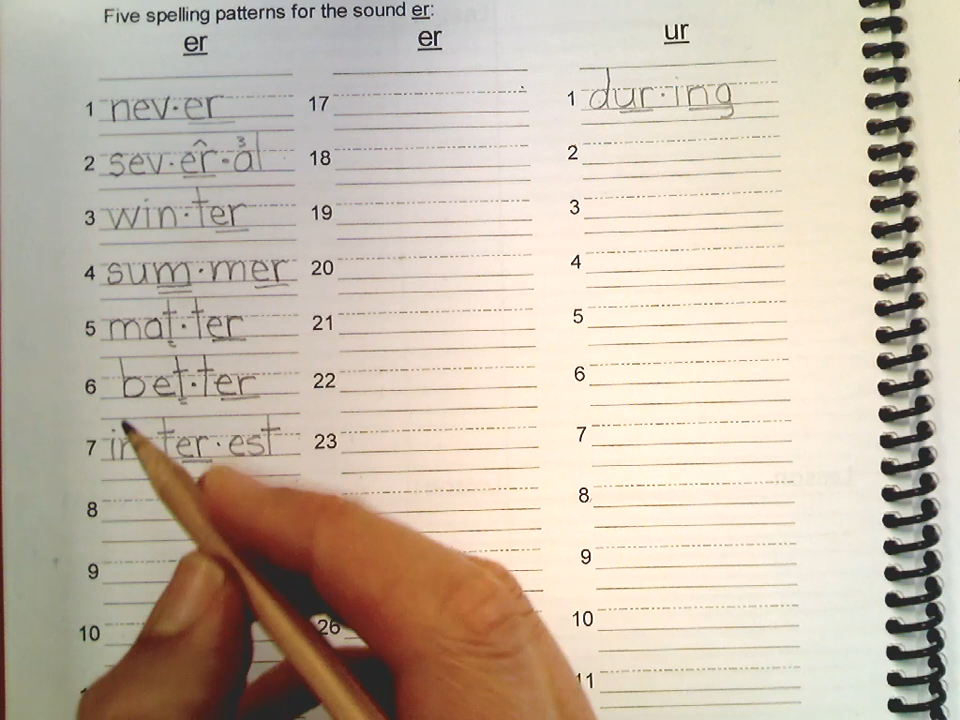 Five spelling patterns for the sound er:
er er ur
1 nev·er
2 sev·er·al
3 win·ter
4 sum·mer
5 mat·ter
6 bet·ter
7 in·ter·est
8
9
10
17
18
19
20
21
22
23
26
1 dur·ing
2
3
4
5
6
7
8
9
10
11